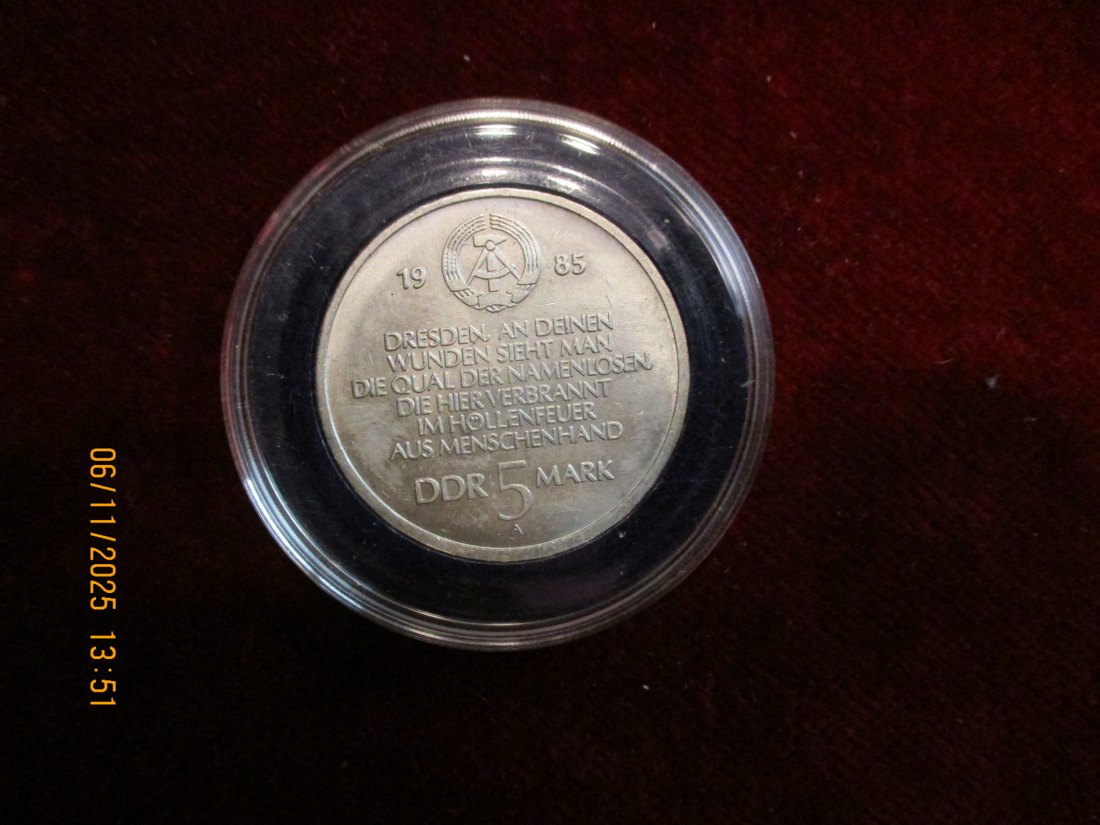 19 85
DRESDEN, AN DEINEN
WUNDEN SIEHT MAN
DIE QUAL DER NAMENLOSEN,
DIE HIER VERBRANNT
IM HÖLLENFEUER
AUS MENSCHENHAND
DDR 5 MARK
A
06/11/2025 13:51